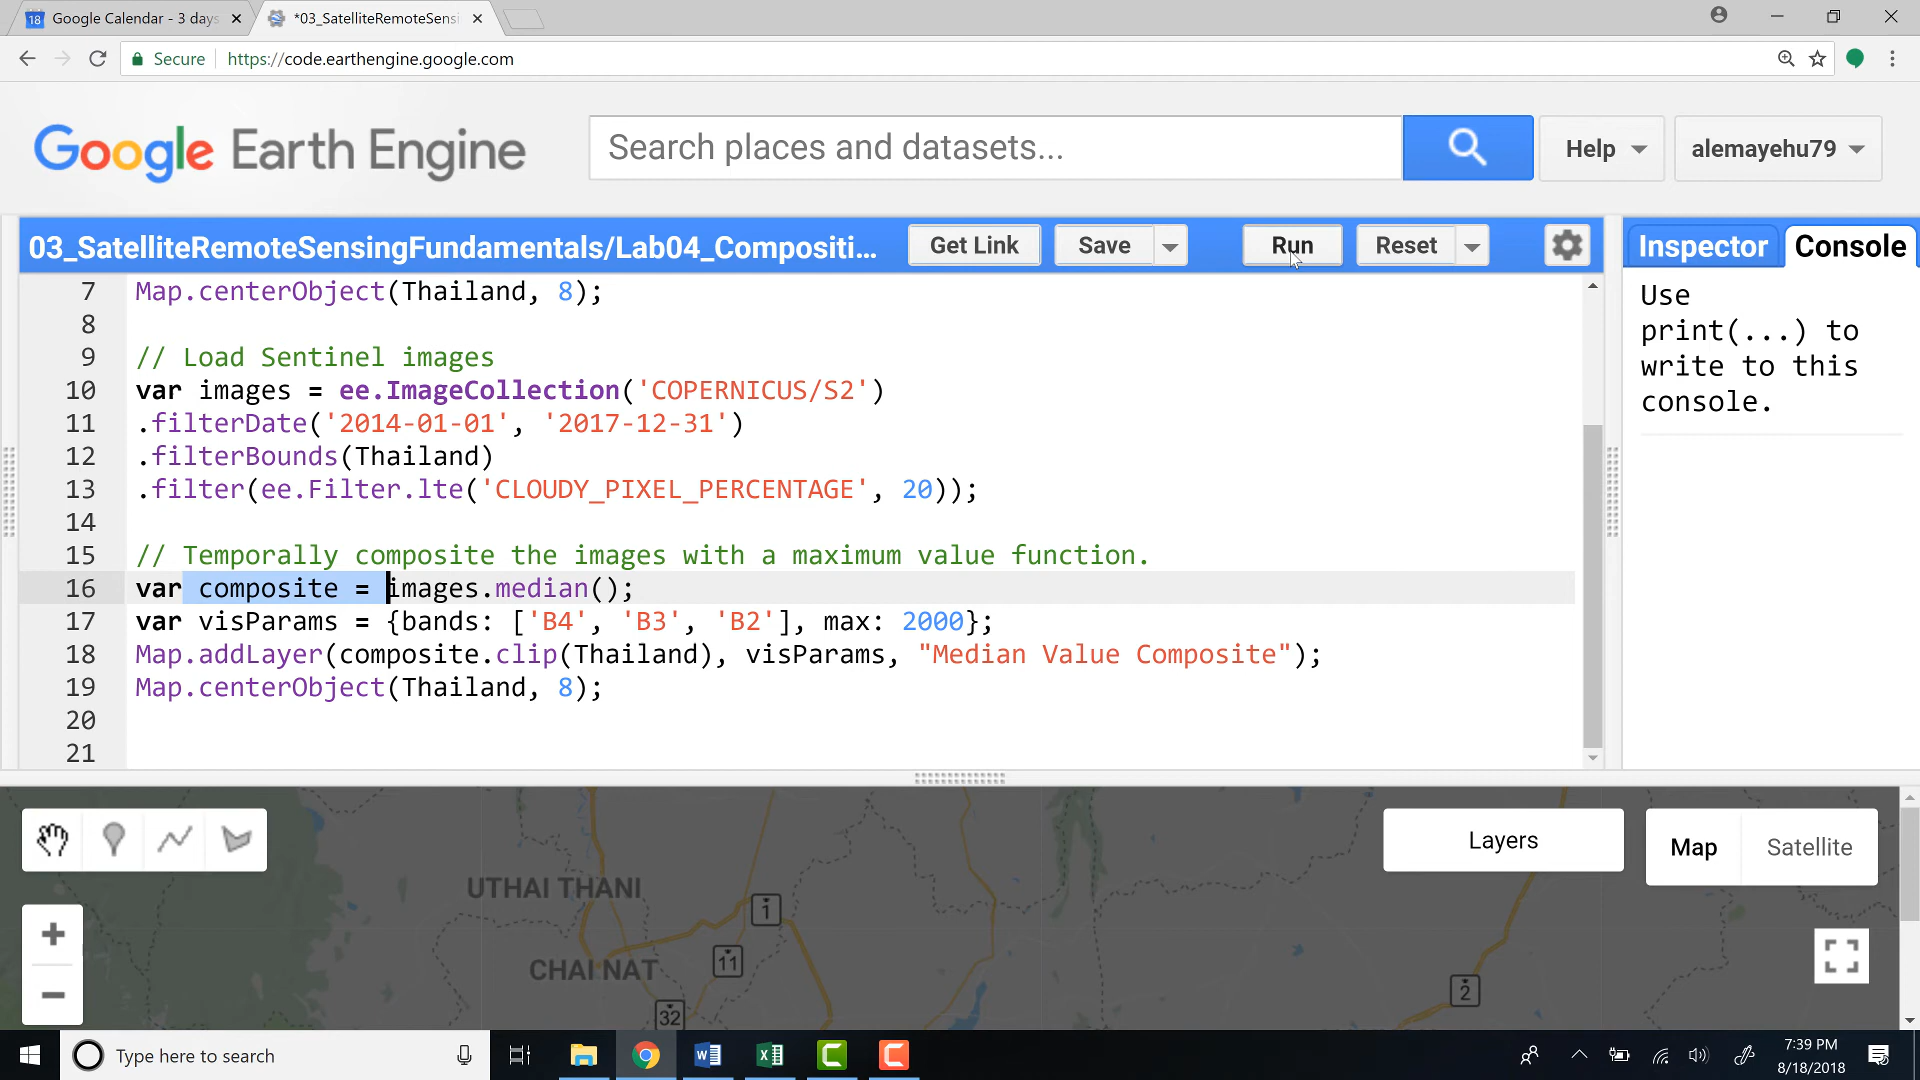 18 Google Calendar - 3 days
*03_SatelliteRemoteSensi
Secure https://code.earthengine.google.com
Google Earth Engine
Search places and datasets...
Help
alemayehu79
03_SatelliteRemoteSensingFundamentals/Lab04_Compositi...
Get Link
Save
Run
Reset
Inspector
Console
7 Map.centerObject(Thailand, 8);
8
9 // Load Sentinel images
10 var images = ee.ImageCollection('COPERNICUS/S2')
11 .filterDate('2014-01-01', '2017-12-31')
12 .filterBounds(Thailand)
13 .filter(ee.Filter.lte('CLOUDY_PIXEL_PERCENTAGE', 20));
14
15 // Temporally composite the images with a maximum value function.
16 var composite = images.median();
17 var visParams = {bands: ['B4', 'B3', 'B2'], max: 2000};
18 Map.addLayer(composite.clip(Thailand), visParams, "Median Value Composite");
19 Map.centerObject(Thailand, 8);
20
21
Use
print(...) to
write to this
console.
Layers
Map
Satellite
UTHAI THANI
1
CHAI NAT
11
32
2
Type here to search
7:39 PM
8/18/2018